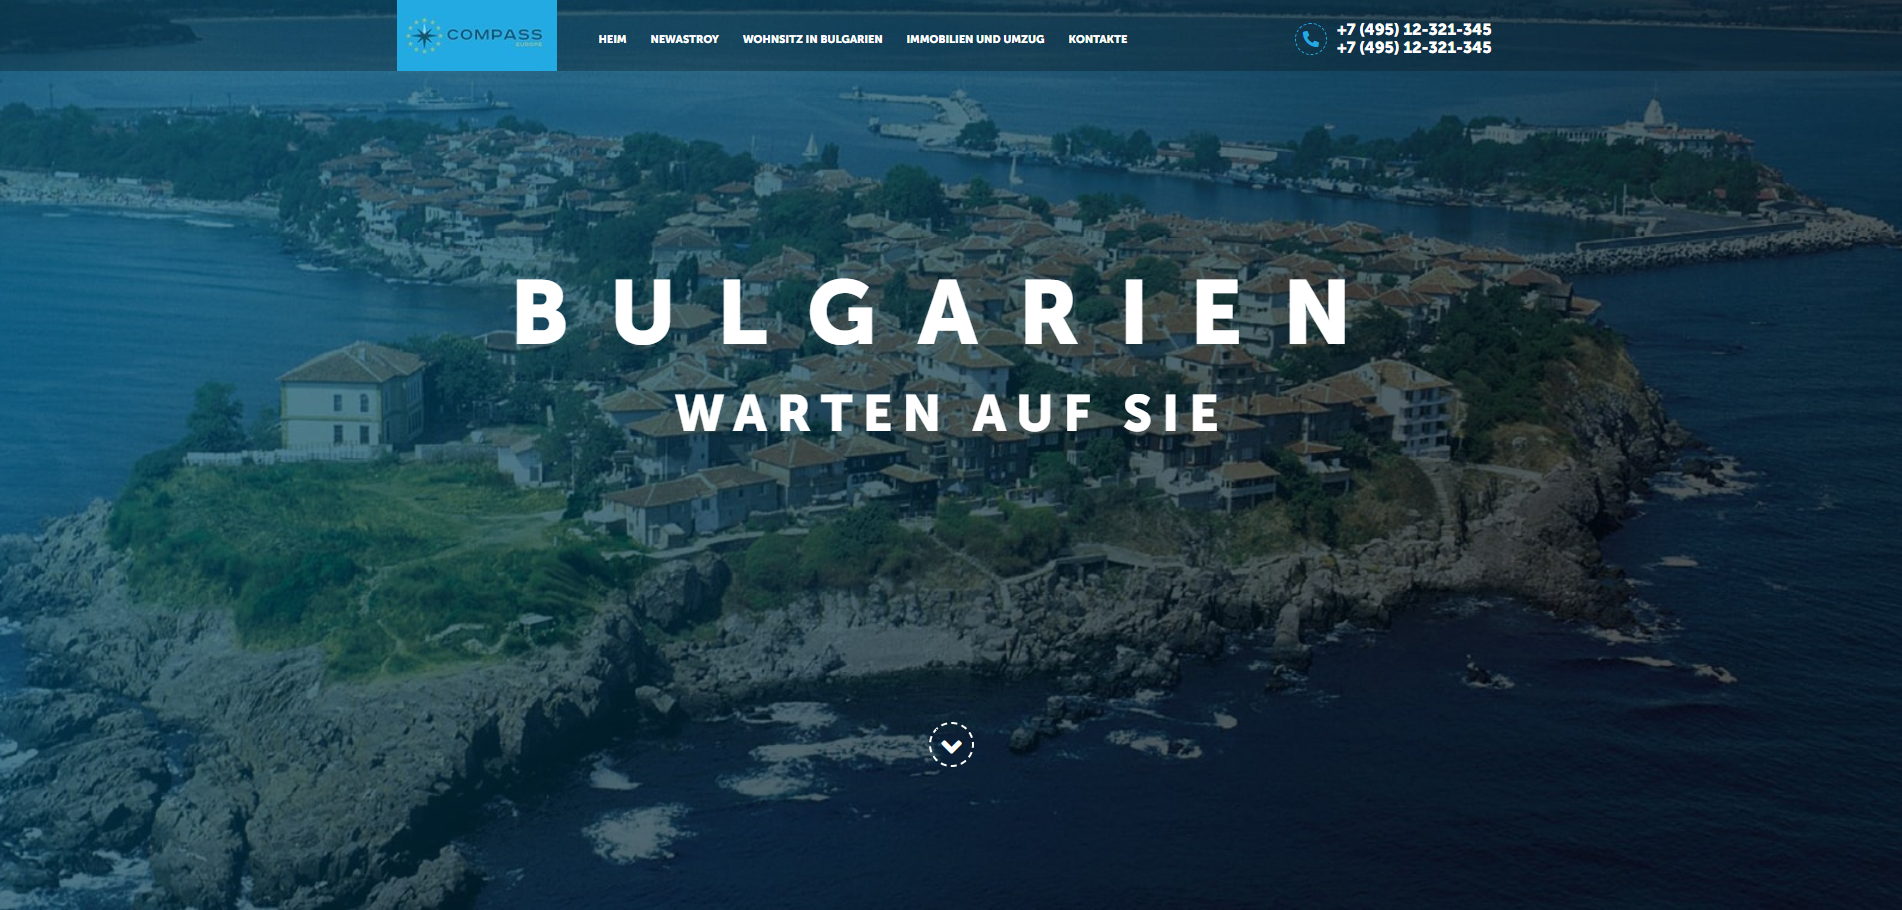 COMPASS
EUROPE
HEIM
NEWASTROY
WOHNSITZ IN BULGARIEN
IMMOBILIEN UND UMZUG
KONTAKTE
+7 (495) 12-321-345
+7 (495) 12-321-345
BULGARIEN
WARTEN AUF SIE